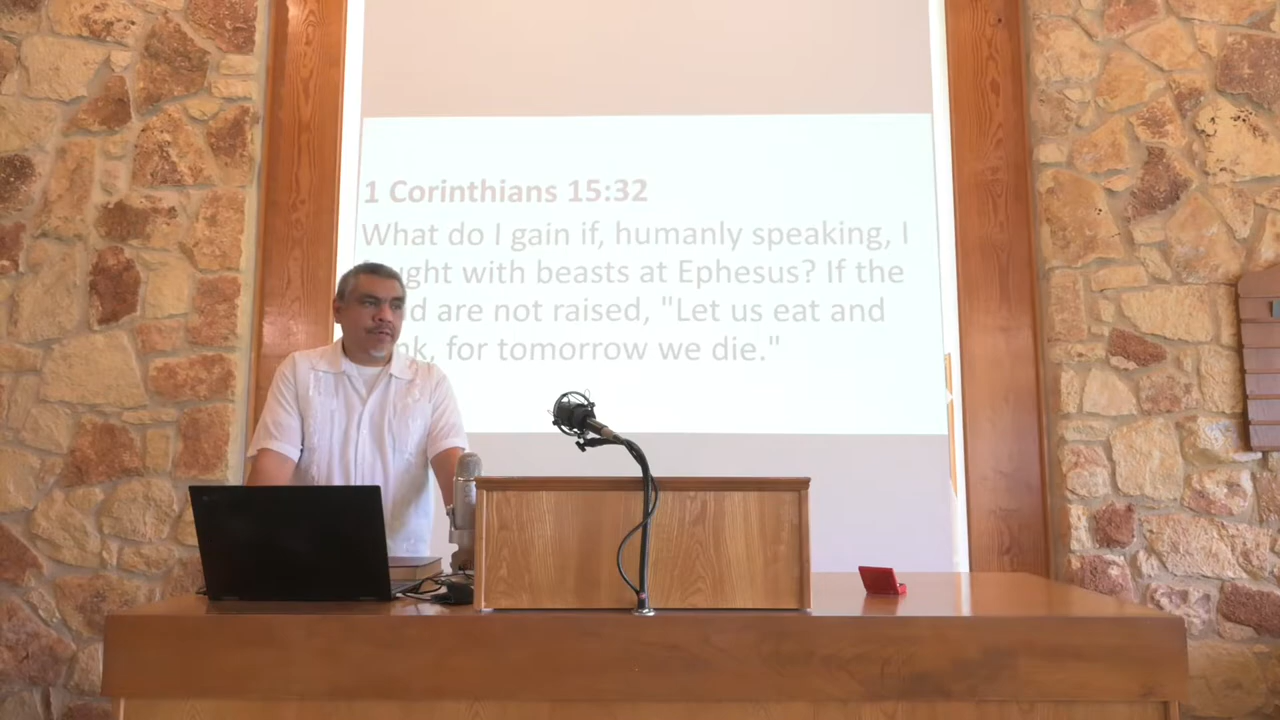 1 Corinthians 15:32
What do I gain if, humanly speaking, I
with beasts at Ephesus? If the
are not raised, "Let us eat and
for tomorrow we die."